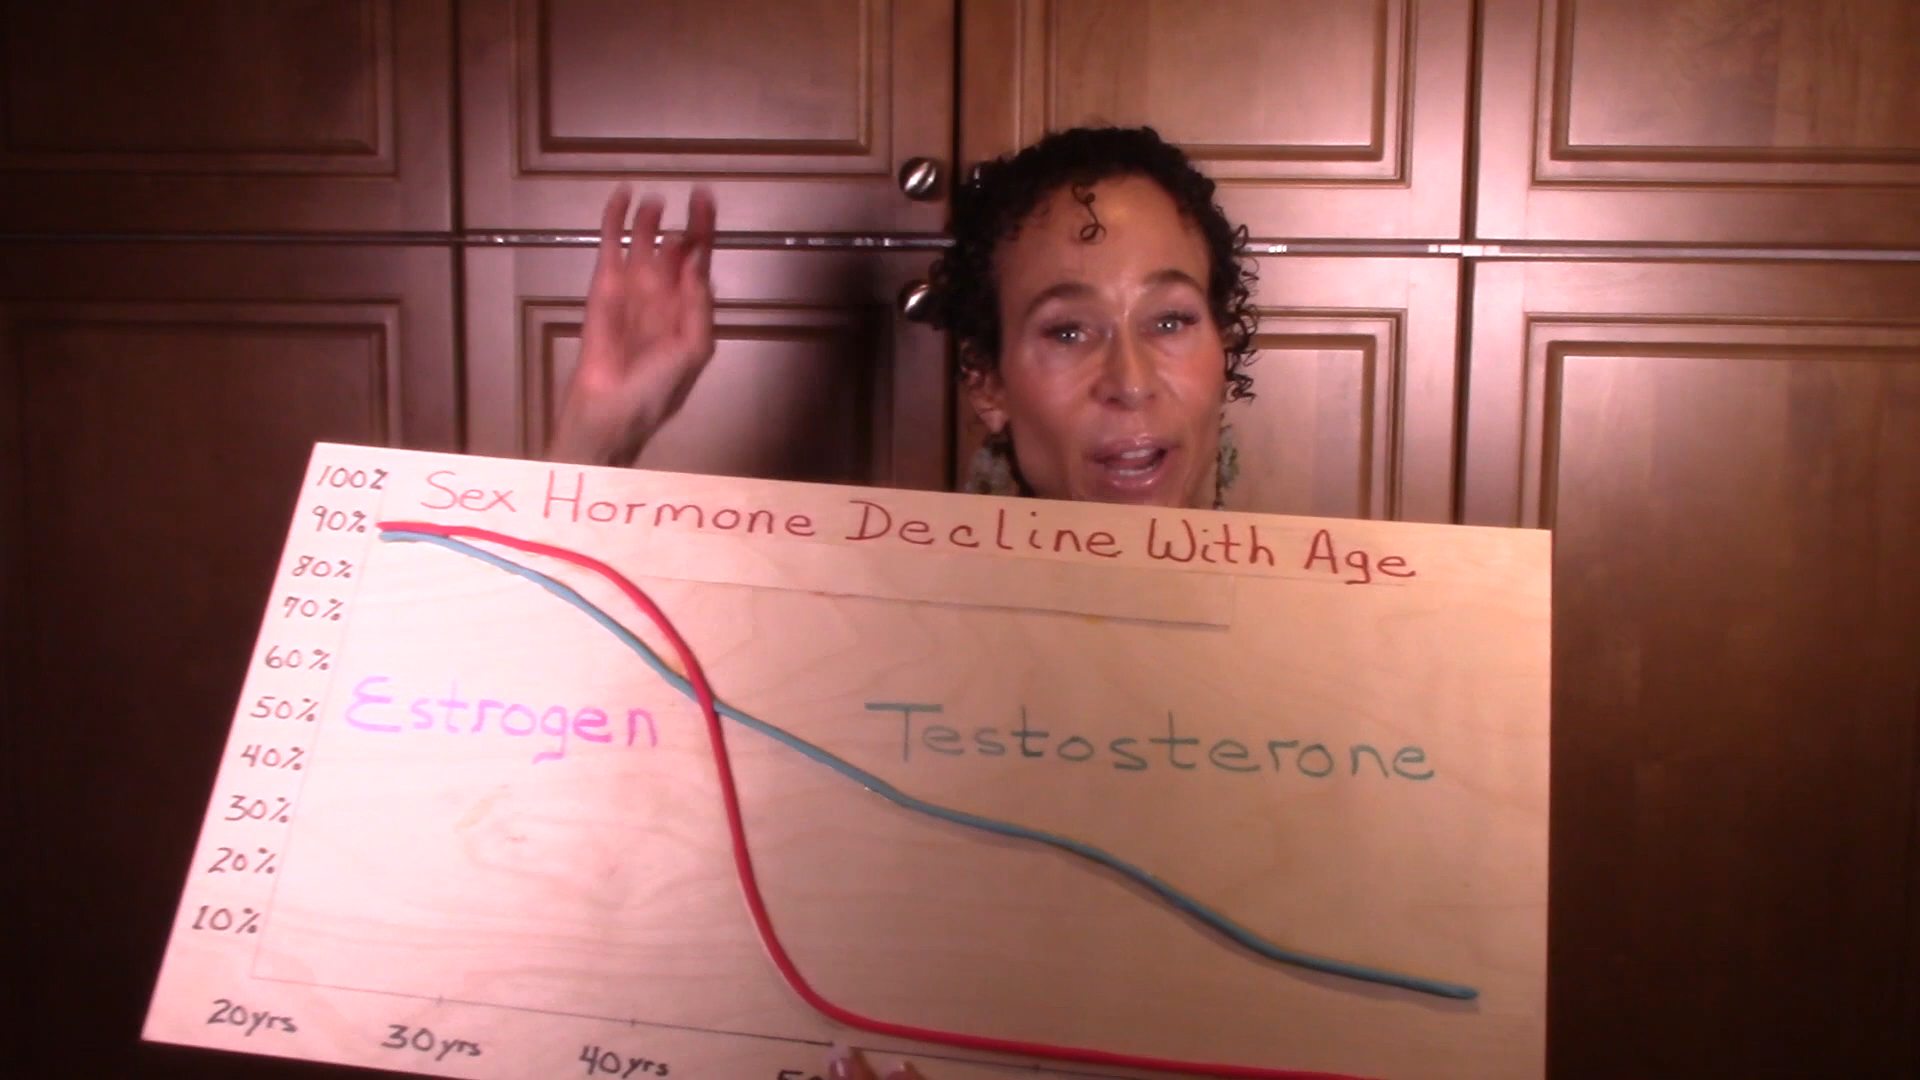 Sex Hormone Decline With Age
100%
90%
80%
70%
60%
50%
40%
30%
20%
10%
Estrogen
Testosterone
20yrs
30yrs
40yrs